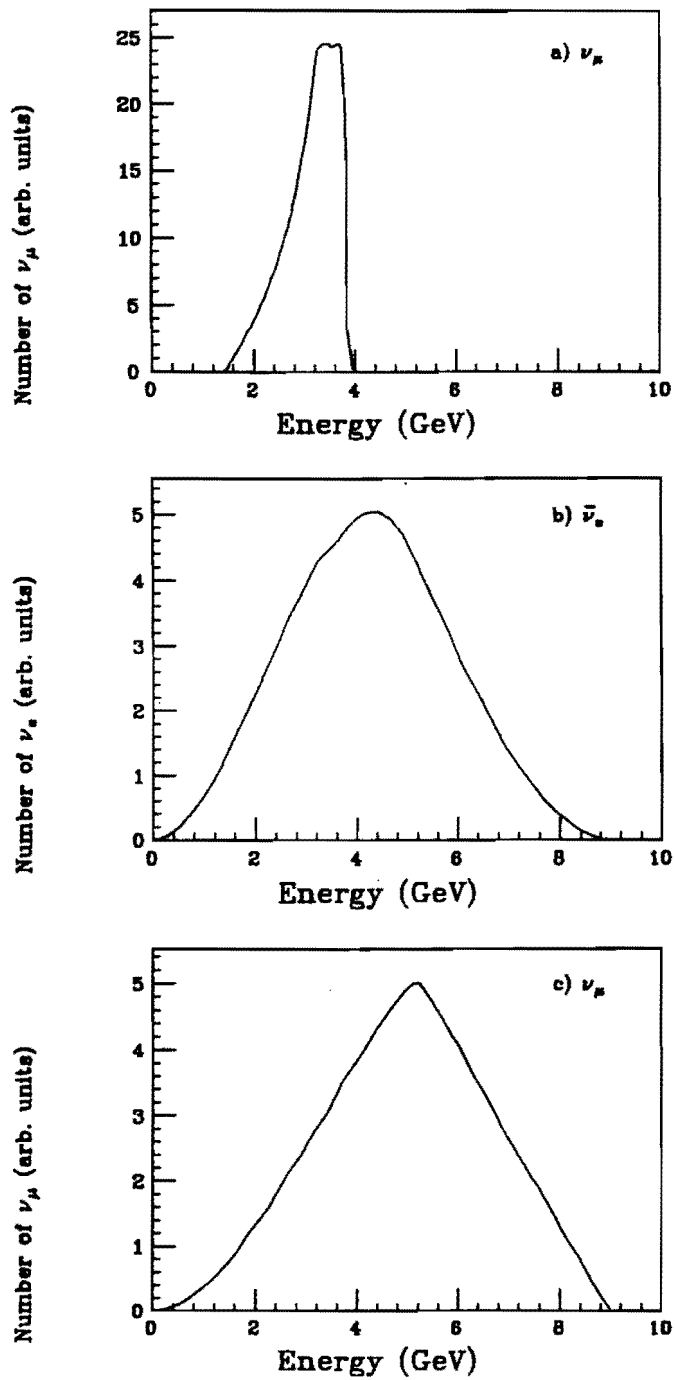 Number of ν_μ (arb. units)
25
20
15
10
5
0
a) ν_μ
0 2 4 6 8 10
Energy (GeV)
Number of ν_e (arb. units)
5
4
3
2
1
0
b) ν̄_e
0 2 4 6 8 10
Energy (GeV)
Number of ν_μ (arb. units)
5
4
3
2
1
0
c) ν_μ
0 2 4 6 8 10
Energy (GeV)